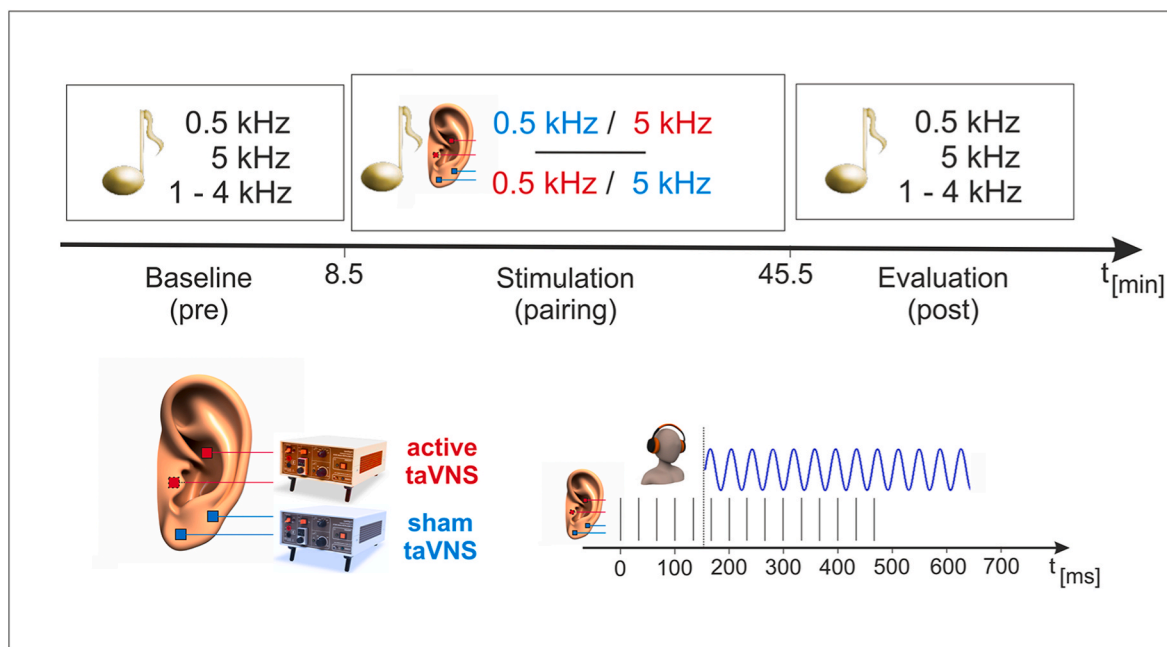 0.5 kHz
5 kHz
1 - 4 kHz
0.5 kHz / 5 kHz
0.5 kHz / 5 kHz
0.5 kHz
5 kHz
1 - 4 kHz
Baseline
(pre)
8.5
Stimulation
(pairing)
45.5
Evaluation
(post)
t[min]
active
taVNS
sham
taVNS
0 100 200 300 400 500 600 700
t[ms]